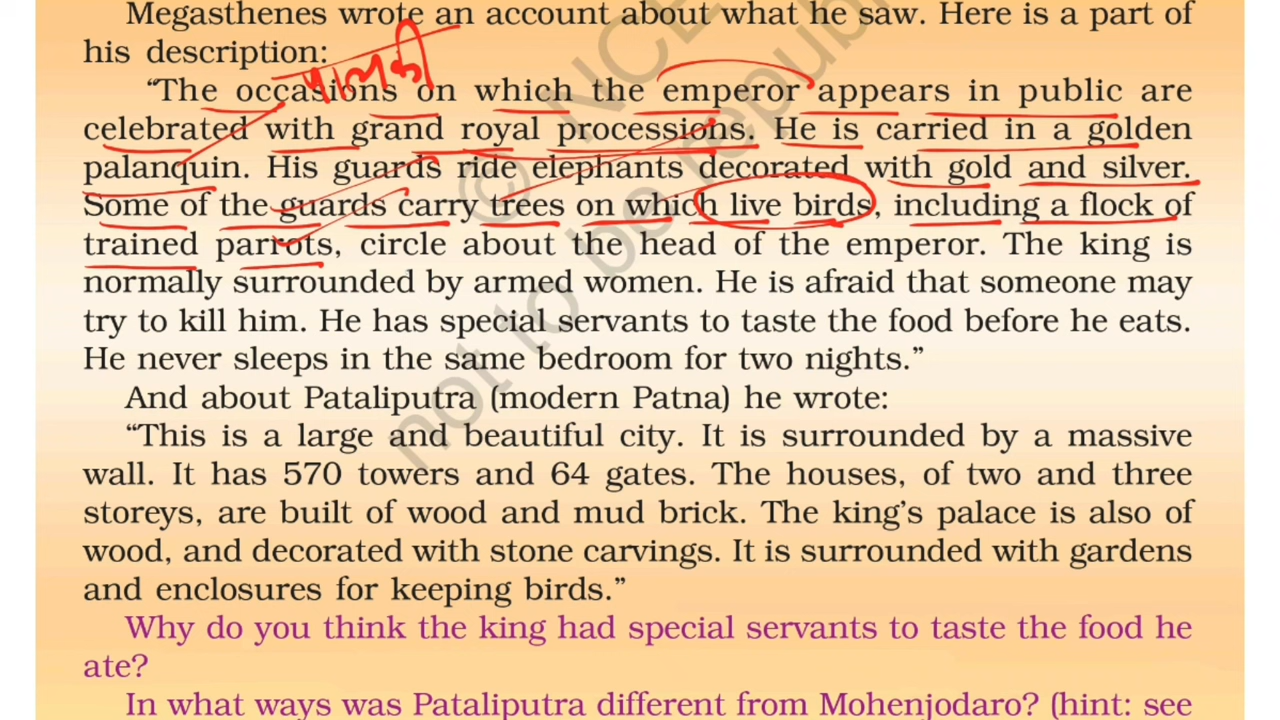 Megasthenes wrote an account about what he saw. Here is a part of
his description:
पालकी
“The occasions on which the emperor appears in public are
celebrated with grand royal processions. He is carried in a golden
palanquin. His guards ride elephants decorated with gold and silver.
Some of the guards carry trees on which live birds, including a flock of
trained parrots, circle about the head of the emperor. The king is
normally surrounded by armed women. He is afraid that someone may
try to kill him. He has special servants to taste the food before he eats.
He never sleeps in the same bedroom for two nights.”
And about Pataliputra (modern Patna) he wrote:
“This is a large and beautiful city. It is surrounded by a massive
wall. It has 570 towers and 64 gates. The houses, of two and three
storeys, are built of wood and mud brick. The king’s palace is also of
wood, and decorated with stone carvings. It is surrounded with gardens
and enclosures for keeping birds.”
Why do you think the king had special servants to taste the food he
ate?
In what ways was Pataliputra different from Mohenjodaro? (hint: see
© NCE
not to be republ